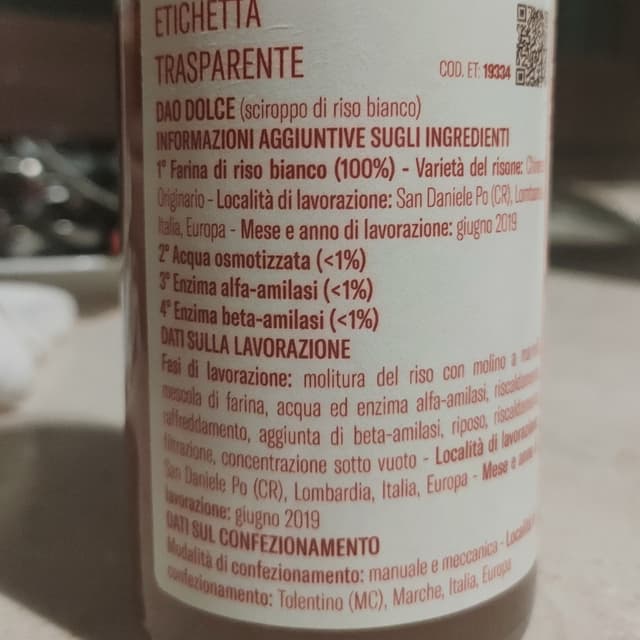 ETICHETTA
TRASPARENTE
COD. ET: 19334
DAO DOLCE (sciroppo di riso bianco)
INFORMAZIONI AGGIUNTIVE SUGLI INGREDIENTI
1° Farina di riso bianco (100%) - Varietà del risone:
Originario - Località di lavorazione: San Daniele Po (CR),
Italia, Europa - Mese e anno di lavorazione: giugno 2019
2° Acqua osmotizzata (<1%)
3° Enzima alfa-amilasi (<1%)
4° Enzima beta-amilasi (<1%)
DATI SULLA LAVORAZIONE
Fasi di lavorazione: molitura del riso con molino a
mescola di farina, acqua ed enzima alfa-amilasi,
raffreddamento, aggiunta di beta-amilasi, riposo,
filtrazione, concentrazione sotto vuoto - Località di
San Daniele Po (CR), Lombardia, Italia, Europa - Mese e
lavorazione: giugno 2019
DATI SUL CONFEZIONAMENTO
Modalità di confezionamento: manuale e meccanica -
confezionamento: Tolentino (MC), Marche, Italia, Europa